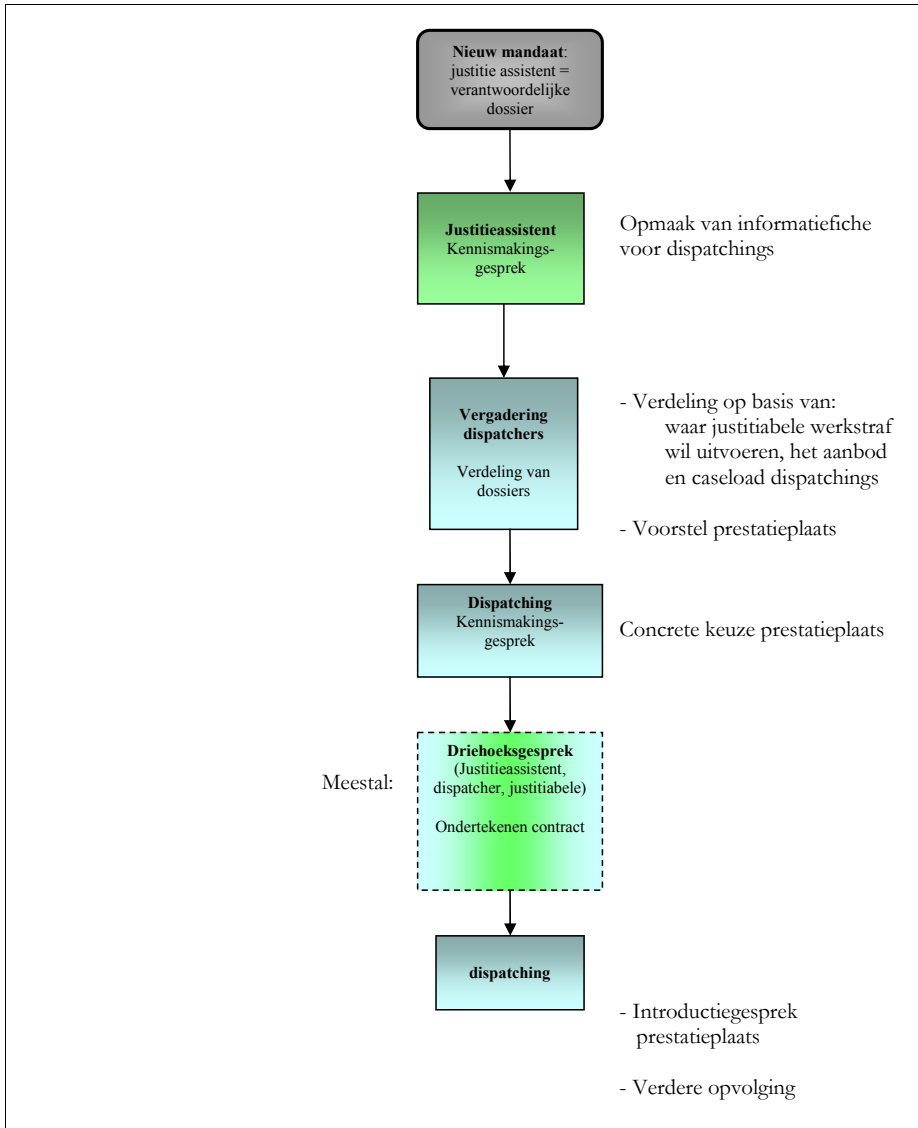 Nieuw mandaat:
justitie assistent =
verantwoordelijke
dossier
Justitieassistent
Kennismakings-
gesprek
Opmaak van informatiefiche
voor dispatchings
Vergadering
dispatchers
Verdeling van
dossiers
- Verdeling op basis van:
waar justitiabele werkstraf
wil uitvoeren, het aanbod
en caseload dispatchings
- Voorstel prestatieplaats
Dispatching
Kennismakings-
gesprek
Concrete keuze prestatieplaats
Meestal:
Driehoeksgesprek
(Justitieassistent,
dispatcher, justitiabele)
Ondertekenen contract
dispatching
- Introductiegesprek
prestatieplaats
- Verdere opvolging